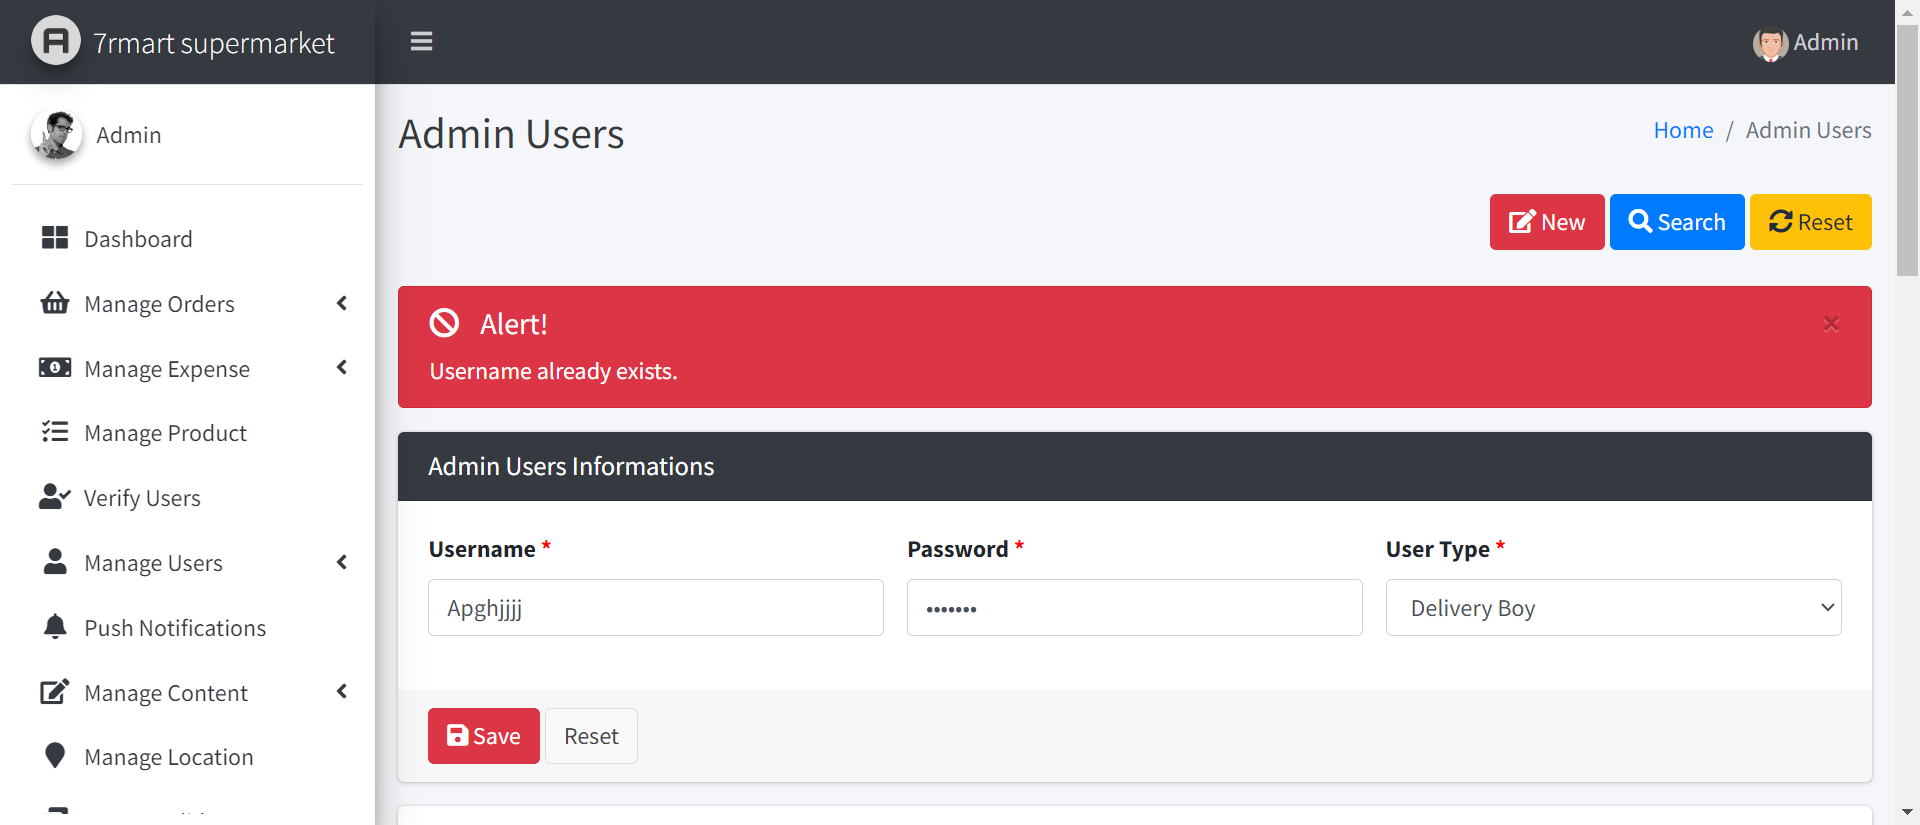 7rmart supermarket
Admin
Admin
Admin Users
Home / Admin Users
New
Search
Reset
Alert!
×
Username already exists.
Dashboard
Manage Orders
Manage Expense
Manage Product
Verify Users
Manage Users
Push Notifications
Manage Content
Manage Location
Admin Users Informations
Username *
Password *
User Type *
Apghjjjj
•••••••
Delivery Boy
Save
Reset